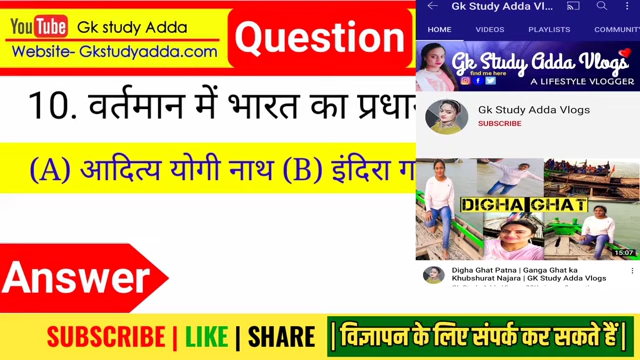 YouTube Gk study Adda
Website- Gkstudyadda.com
Question
10. वर्तमान में भारत का प्रधा
(A) आदित्य योगी नाथ (B) इंदिरा ग
Answer
Gk Study Adda Vl...
HOME VIDEOS PLAYLISTS COMMUNITY
Gk Study Adda Vlogs
find me here
A LIFESTYLE VLOGGER
Gk Study Adda Vlogs
SUBSCRIBE
DIGHA GHAT
15:07
Digha Ghat Patna | Ganga Ghat ka
Khubshurat Najara | GK Study Adda Vlogs
SUBSCRIBE | LIKE | SHARE
|विज्ञापन के लिए संपर्क कर सकते हैं|